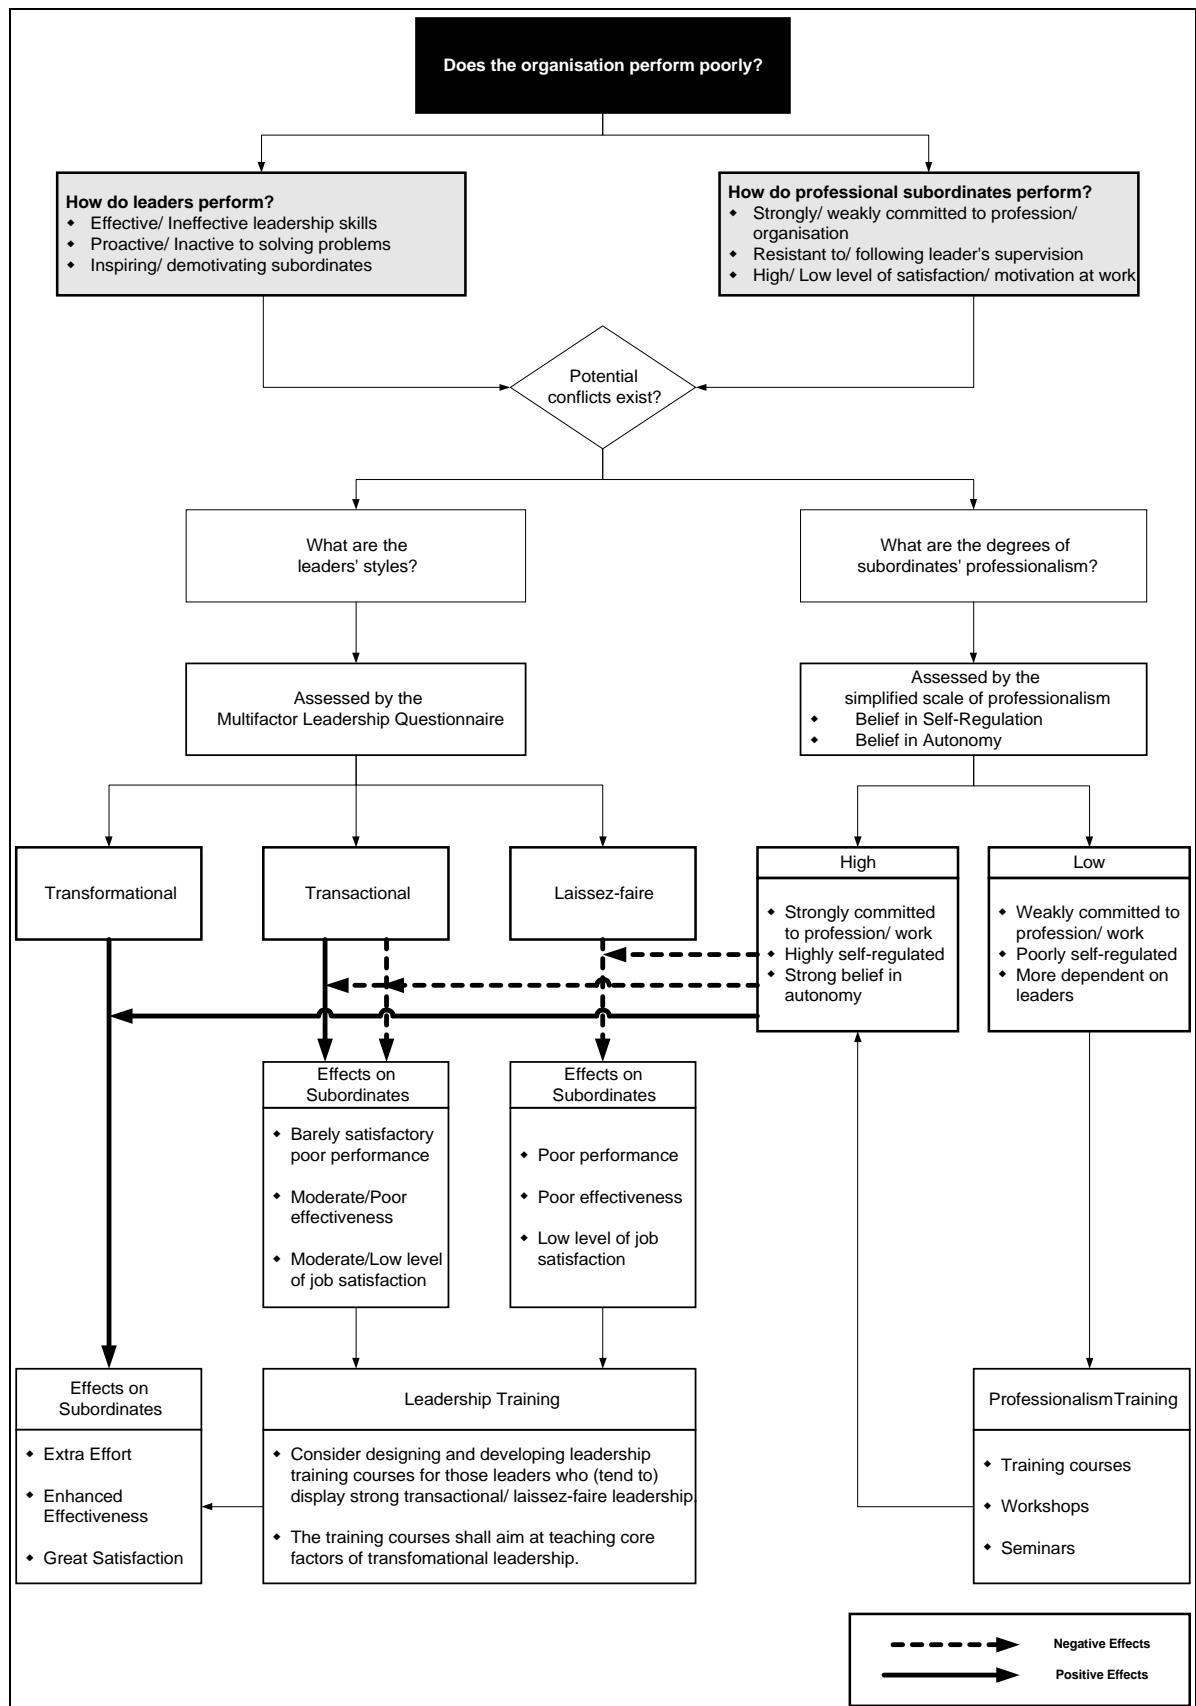 Does the organisation perform poorly?
How do leaders perform?
◆ Effective/ Ineffective leadership skills
◆ Proactive/ Inactive to solving problems
◆ Inspiring/ demotivating subordinates
How do professional subordinates perform?
◆ Strongly/ weakly committed to profession/
organisation
◆ Resistant to/ following leader's supervision
◆ High/ Low level of satisfaction/ motivation at work
Potential
conflicts exist?
What are the
leaders' styles?
What are the degrees of
subordinates' professionalism?
Assessed by the
Multifactor Leadership Questionnaire
Assessed by the
simplified scale of professionalism
◆ Belief in Self-Regulation
◆ Belief in Autonomy
Transformational
Transactional
Laissez-faire
High
◆ Strongly committed
to profession/ work
◆ Highly self-regulated
◆ Strong belief in
autonomy
Low
◆ Weakly committed to
profession/ work
◆ Poorly self-regulated
◆ More dependent on
leaders
Effects on
Subordinates
◆ Barely satisfactory
poor performance
◆ Moderate/Poor
effectiveness
◆ Moderate/Low level
of job satisfaction
Effects on
Subordinates
◆ Poor performance
◆ Poor effectiveness
◆ Low level of job
satisfaction
Effects on
Subordinates
◆ Extra Effort
◆ Enhanced
Effectiveness
◆ Great Satisfaction
Leadership Training
◆ Consider designing and developing leadership
training courses for those leaders who (tend to)
display strong transactional/ laissez-faire leadership.
◆ The training courses shall aim at teaching core
factors of transfomational leadership.
ProfessionalismTraining
◆ Training courses
◆ Workshops
◆ Seminars
Negative Effects
Positive Effects